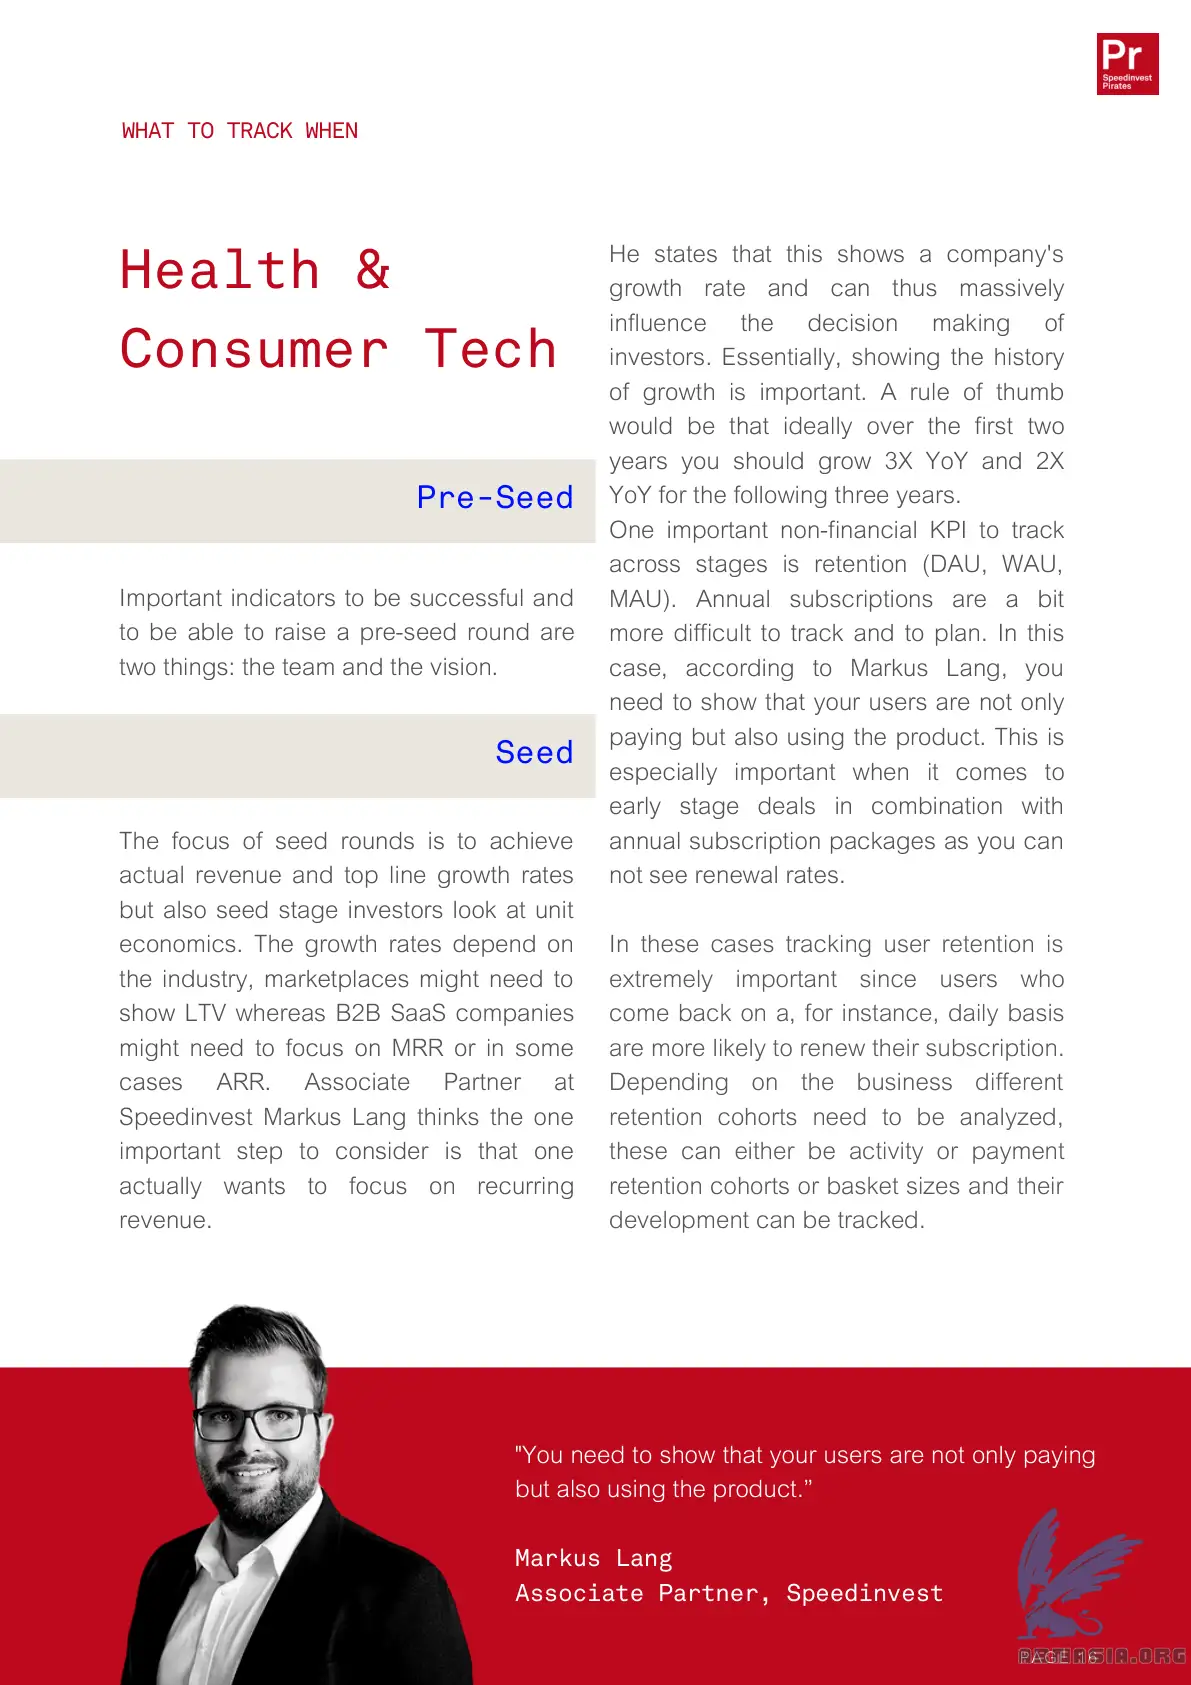 Pr
Speedinvest
Pirates
WHAT TO TRACK WHEN
Health &
Consumer Tech
Pre-Seed
Important indicators to be successful and
to be able to raise a pre-seed round are
two things: the team and the vision.
Seed
The focus of seed rounds is to achieve
actual revenue and top line growth rates
but also seed stage investors look at unit
economics. The growth rates depend on
the industry, marketplaces might need to
show LTV whereas B2B SaaS companies
might need to focus on MRR or in some
cases ARR. Associate Partner at
Speedinvest Markus Lang thinks the one
important step to consider is that one
actually wants to focus on recurring
revenue.
He states that this shows a company's
growth rate and can thus massively
influence the decision making of
investors. Essentially, showing the history
of growth is important. A rule of thumb
would be that ideally over the first two
years you should grow 3X YoY and 2X
YoY for the following three years.
One important non-financial KPI to track
across stages is retention (DAU, WAU,
MAU). Annual subscriptions are a bit
more difficult to track and to plan. In this
case, according to Markus Lang, you
need to show that your users are not only
paying but also using the product. This is
especially important when it comes to
early stage deals in combination with
annual subscription packages as you can
not see renewal rates.
In these cases tracking user retention is
extremely important since users who
come back on a, for instance, daily basis
are more likely to renew their subscription.
Depending on the business different
retention cohorts need to be analyzed,
these can either be activity or payment
retention cohorts or basket sizes and their
development can be tracked.
"You need to show that your users are not only paying
but also using the product.”
Markus Lang
Associate Partner, Speedinvest
PAGE 16